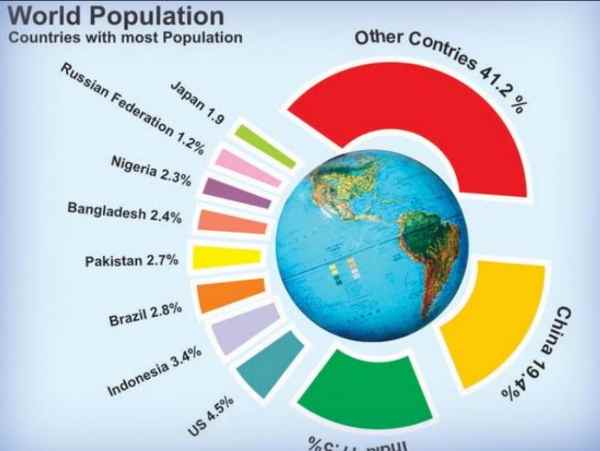 World Population
Countries with most Population
Other Contries 41.2 %
Japan 1.9
Russian Federation 1.2%
Nigeria 2.3%
Bangladesh 2.4%
Pakistan 2.7%
Brazil 2.8%
Indonesia 3.4%
US 4.5%
China 19.4%